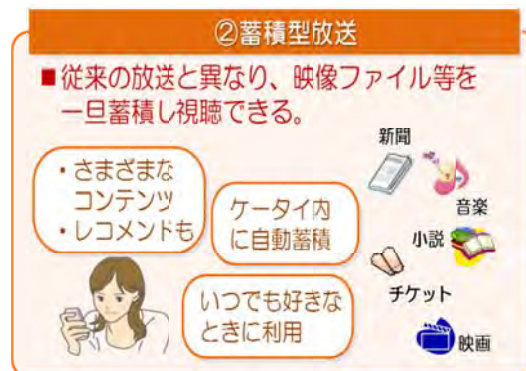 ②蓄積型放送
■従来の放送と異なり、映像ファイル等を
一旦蓄積し視聴できる。
・さまざまな
コンテンツ
・レコメンドも
ケータイ内
に自動蓄積
いつでも好きな
ときに利用
新聞
音楽
小説
チケット
映画